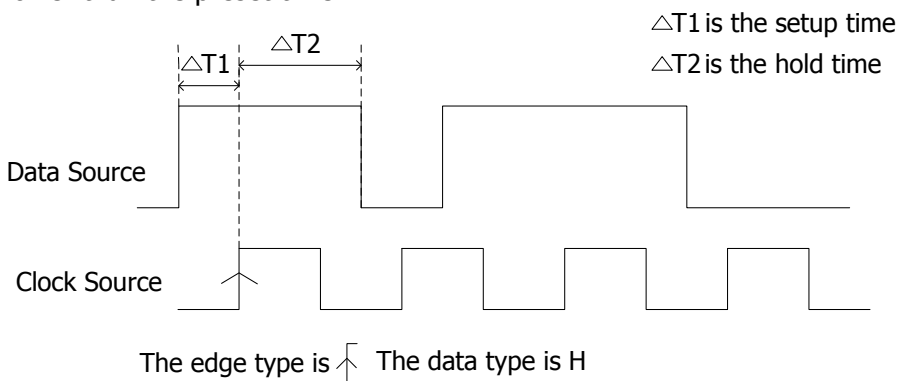 △T1 is the setup time
△T2
△T1
△T2 is the hold time
Data Source
Clock Source
The edge type is The data type is H